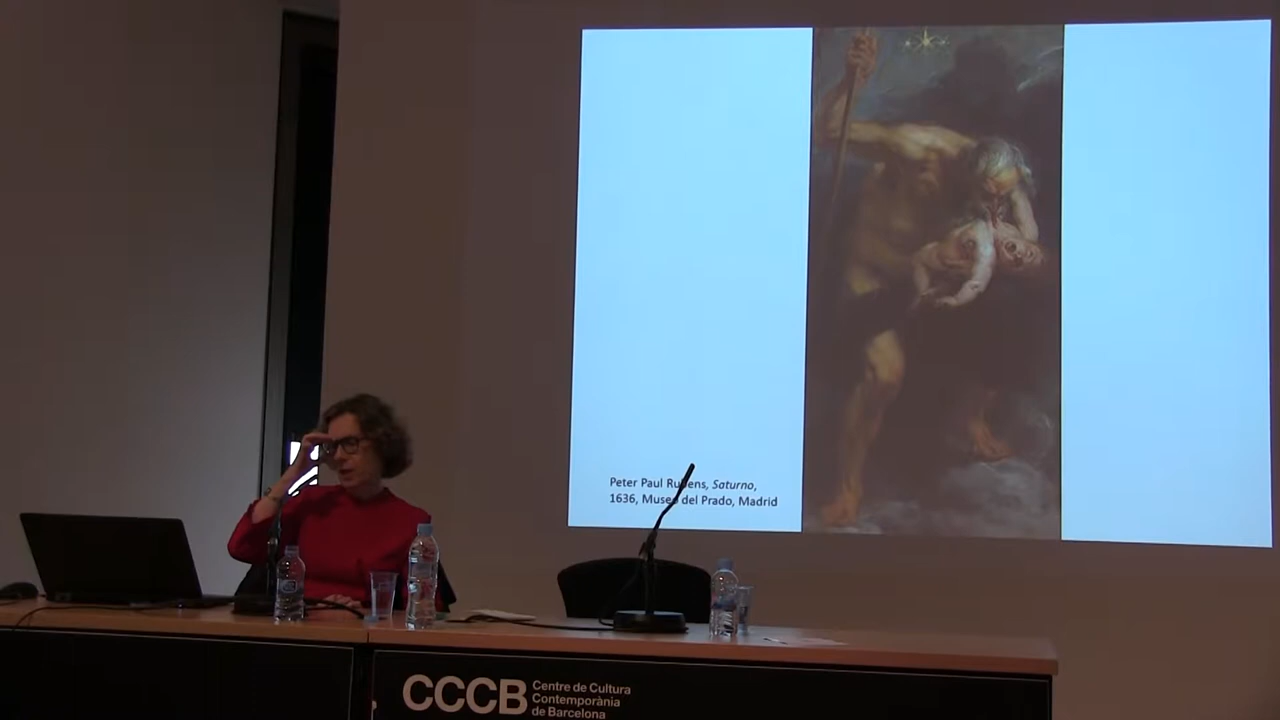 Peter Paul Rubens, Saturno,
1636, Museo del Prado, Madrid
CCCB
Centre de Cultura
Contemporània
de Barcelona